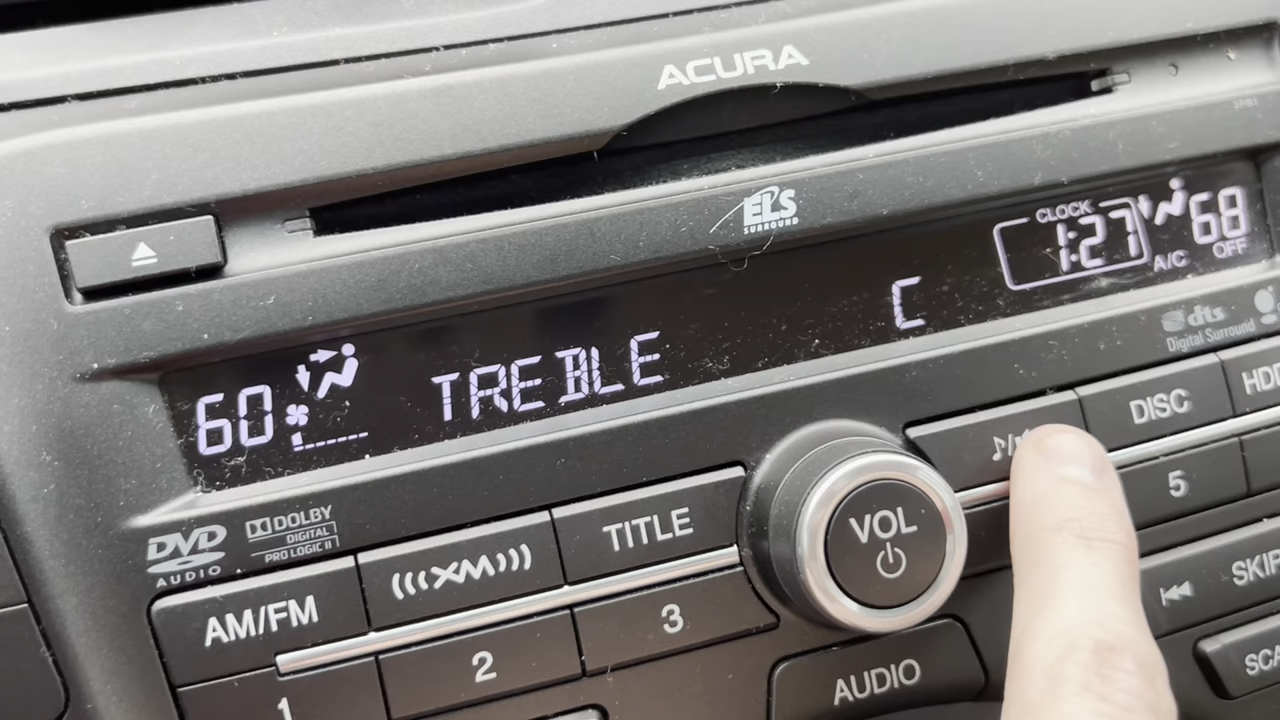 ACURA
ELS
SURROUND
CLOCK
1:27
68
A/C
OFF
C
60
TREBLE
dts
Digital Surround
DVD
AUDIO
DOLBY
DIGITAL
PRO LOGIC II
AM/FM
(((XM)))
TITLE
VOL
DISC
HDD
1
2
3
5
AUDIO
SKIP